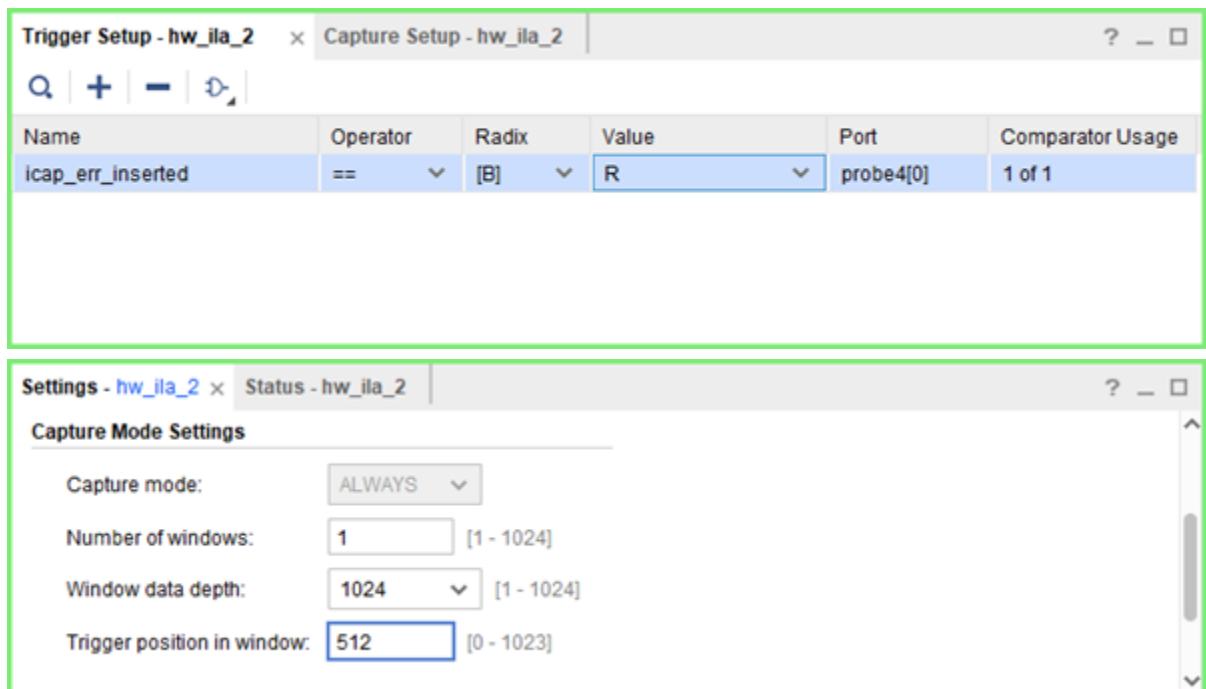 Trigger Setup - hw_ila_2 × Capture Setup - hw_ila_2 ?
Name Operator Radix Value Port Comparator Usage
icap_err_inserted == [B] R probe4[0] 1 of 1
Settings - hw_ila_2 × Status - hw_ila_2 ?
Capture Mode Settings
Capture mode: ALWAYS
Number of windows: 1 [1 - 1024]
Window data depth: 1024 [1 - 1024]
Trigger position in window: 512 [0 - 1023]